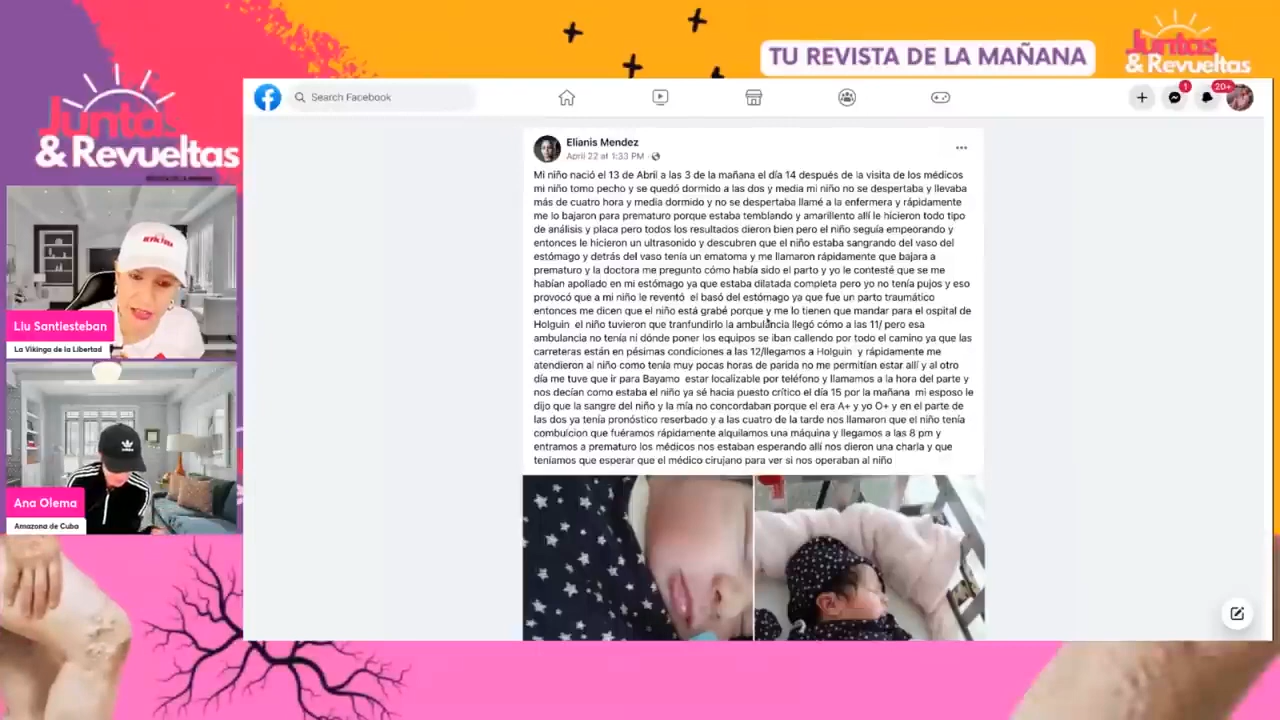 TU REVISTA DE LA MAÑANA
Juntas
& Revueltas
Juntas
& Revueltas
Search Facebook
1
20+
Elianis Mendez
April 22 at 1:33 PM
Mi niño nació el 13 de Abril a las 3 de la mañana el día 14 después de la visita de los médicos
mi niño tomo pecho y se quedó dormido a las dos y media mi niño no se despertaba y llevaba
más de cuatro hora y media dormido y no se despertaba llamé a la enfermera y rápidamente
me lo bajaron para prematuro porque estaba temblando y amarillento allí le hicieron todo tipo
de análisis y placa pero todos los resultados dieron bien pero el niño seguía empeorando y
entonces le hicieron un ultrasonido y descubren que el niño estaba sangrando del vaso del
estómago y detrás del vaso tenía un ematoma y me llamaron rápidamente que bajara a
prematuro y la doctora me pregunto cómo había sido el parto y yo le contesté que se me
habían apollado en mi estómago ya que estaba dilatada completa pero yo no tenía pujos y eso
provocó que a mi niño le reventó el basó del estómago ya que fue un parto traumático
entonces me dicen que el niño está grabé porque y me lo tienen que mandar para el ospital de
Holguin el niño tuvieron que tranfundirlo la ambulancia llegó cómo a las 11/ pero esa
ambulancia no tenía ni dónde poner los equipos se iban callendo por todo el camino ya que las
carreteras están en pésimas condiciones a las 12/llegamos a Holguin y rápidamente me
atendieron al niño como tenía muy pocas horas de parida no me permitían estar allí y al otro
día me tuve que ir para Bayamo estar localizable por teléfono y llamamos a la hora del parte y
nos decían como estaba el niño ya sé hacia puesto crítico el día 15 por la mañana mi esposo le
dijo que la sangre del niño y la mía no concordaban porque el era A+ y yo O+ y en el parte de
las dos ya tenía pronóstico reserbado y a las cuatro de la tarde nos llamaron que el niño tenía
combulcion que fuéramos rápidamente alquilamos una máquina y llegamos a las 8 pm y
entramos a prematuro los médicos nos estaban esperando allí nos dieron una charla y que
teníamos que esperar que el médico cirujano para ver si nos operaban al niño
Liu Santiesteban
La Vikinga de la Libertad
Ana Olema
Amazona de Cuba